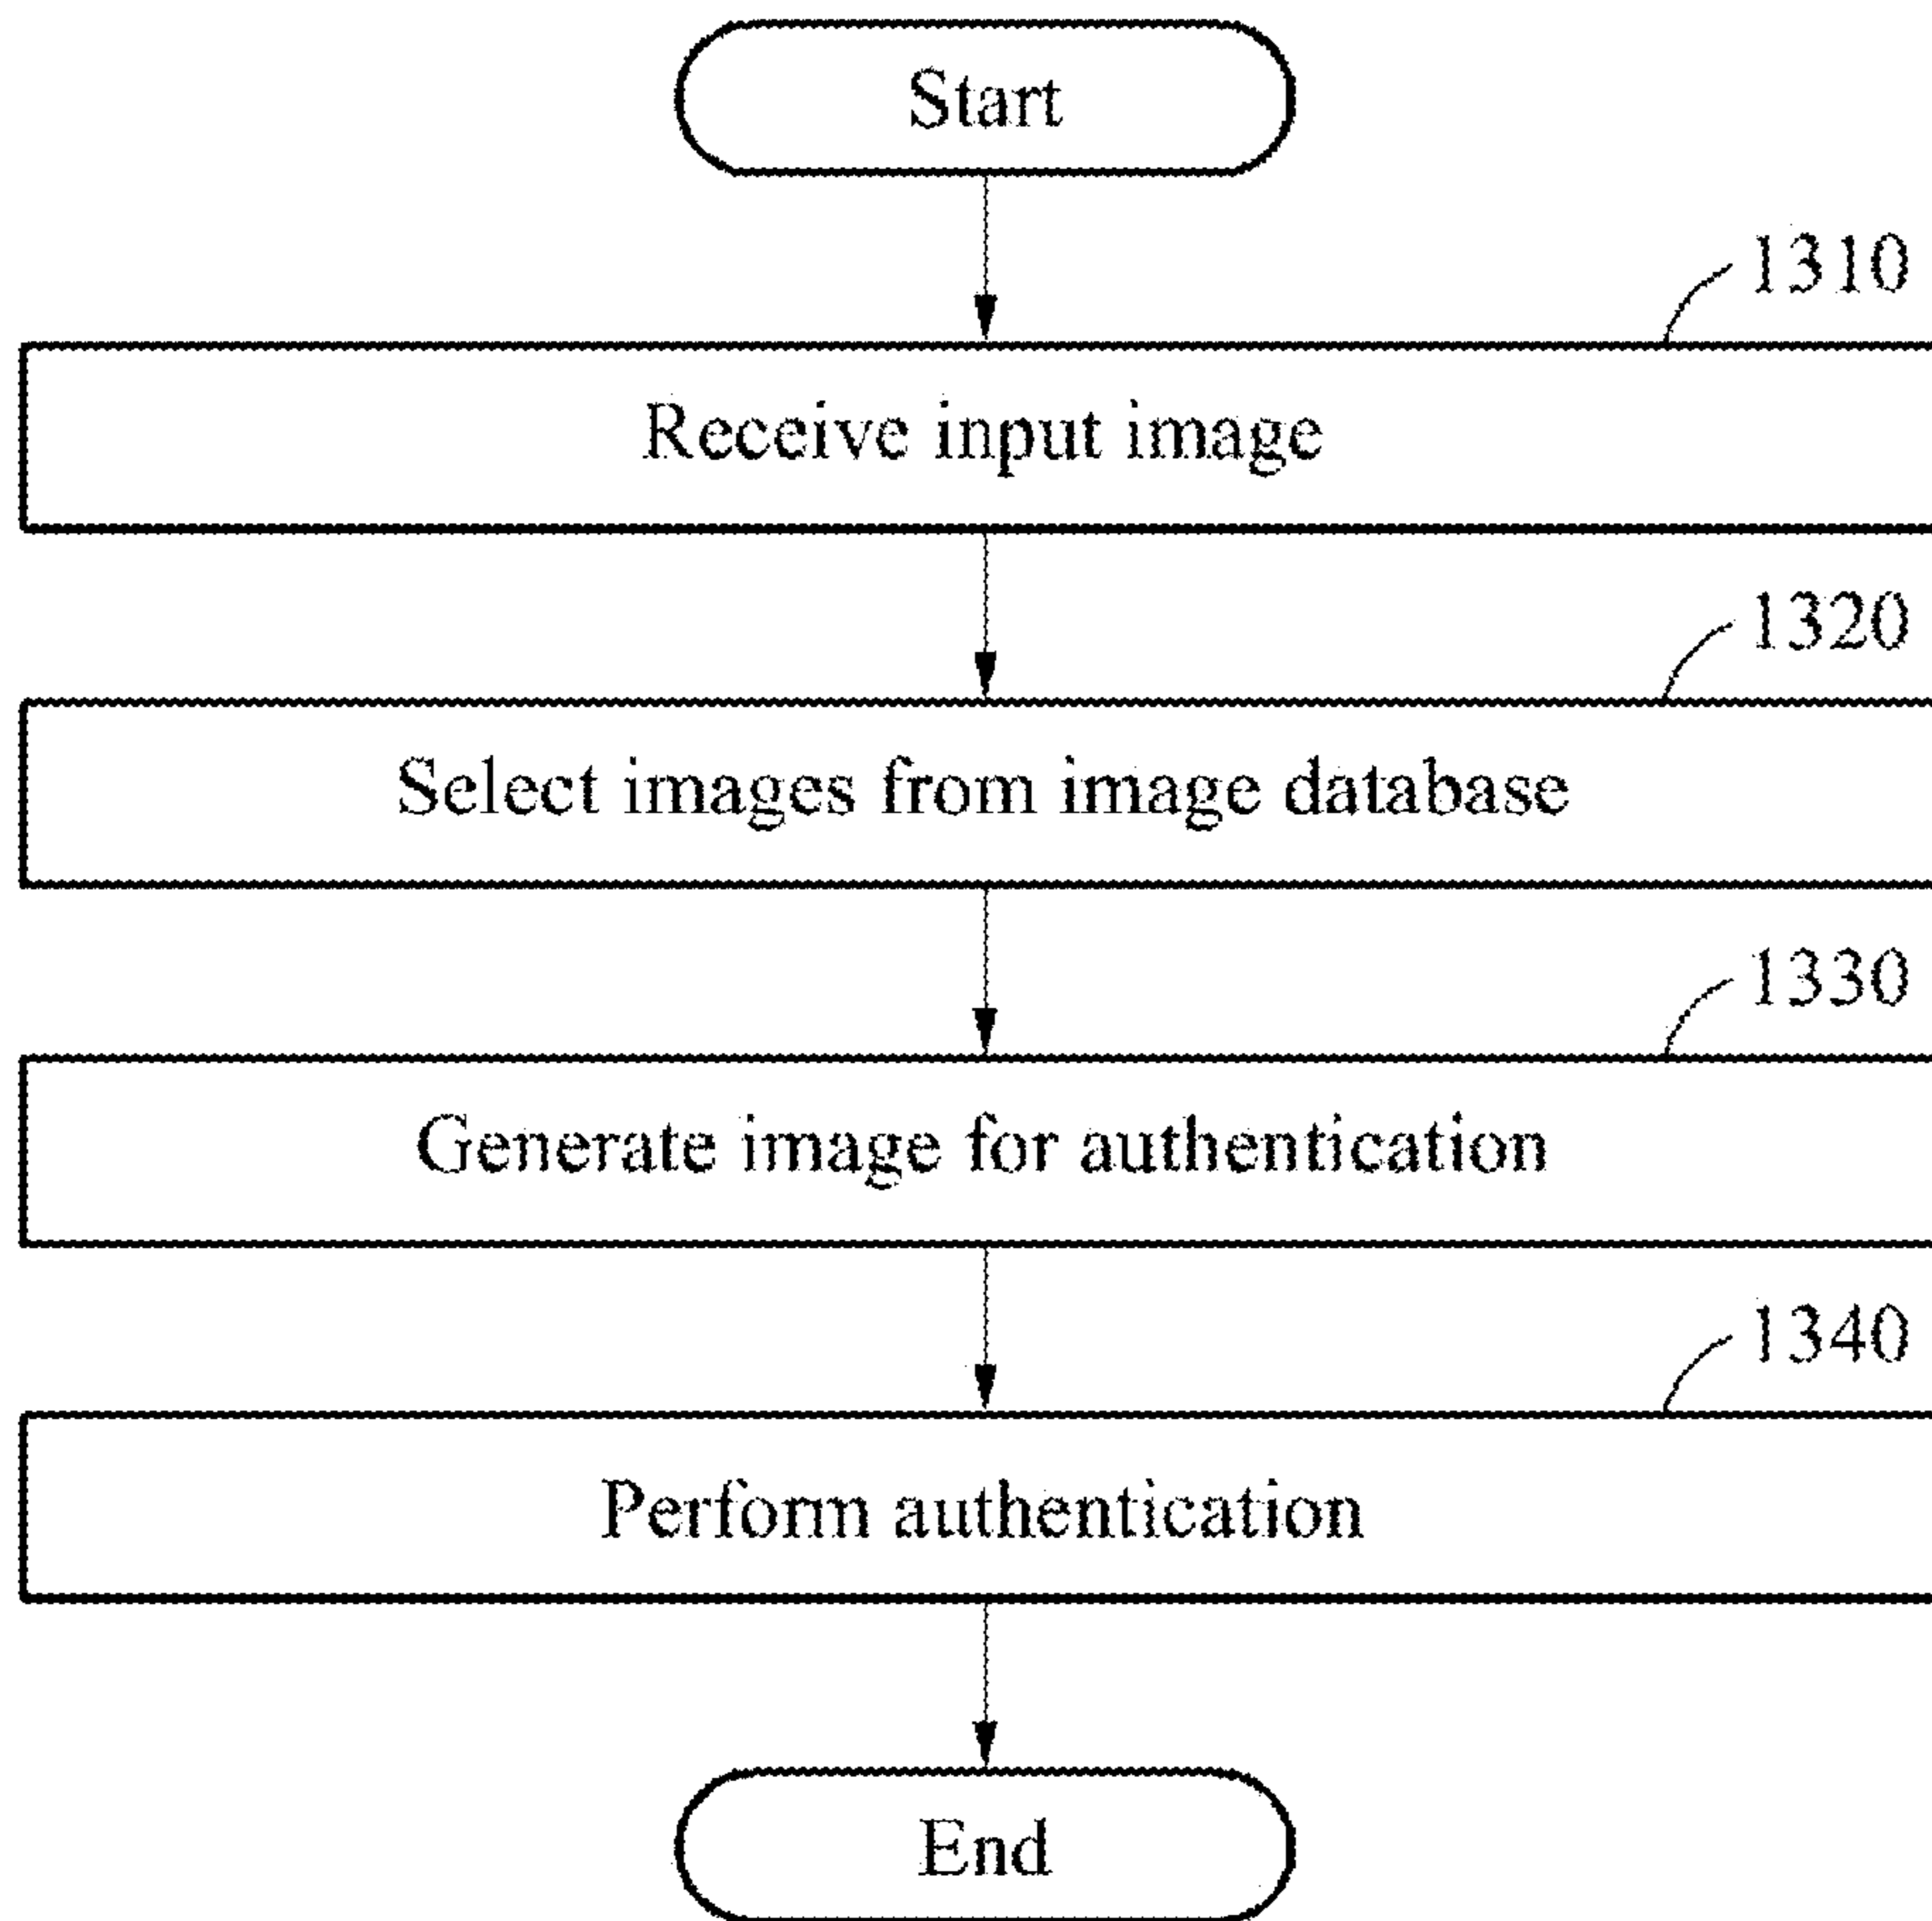 Start
1310
Receive input image
1320
Select images from image database
1330
Generate image for authentication
1340
Perform authentication
End